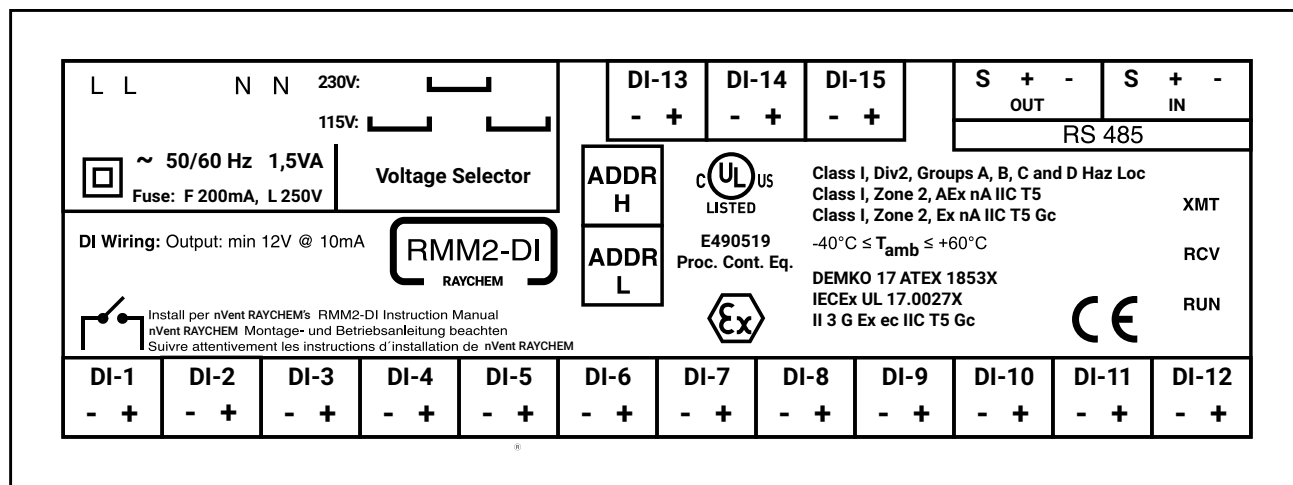 L L N N 230V:
115V:
~ 50/60 Hz 1,5VA
Fuse: F 200mA, L 250V
Voltage Selector
DI-13 DI-14 DI-15
- + - + - +
S + - S + -
OUT IN
RS 485
ADDR
H
ADDR
L
C UL US
LISTED
E490519
Proc. Cont. Eq.
Ex
Class I, Div2, Groups A, B, C and D Haz Loc
Class I, Zone 2, AEx nA IIC T5
Class I, Zone 2, Ex nA IIC T5 Gc
-40°C ≤ Tamb ≤ +60°C
DEMKO 17 ATEX 1853X
IECEx UL 17.0027X
II 3 G Ex ec IIC T5 Gc
CE
XMT
RCV
RUN
DI Wiring: Output: min 12V @ 10mA
RMM2-DI
RAYCHEM
Install per nVent RAYCHEM's RMM2-DI Instruction Manual
nVent RAYCHEM Montage- und Betriebsanleitung beachten
Suivre attentivement les instructions d´installation de nVent RAYCHEM
DI-1 DI-2 DI-3 DI-4 DI-5 DI-6 DI-7 DI-8 DI-9 DI-10 DI-11 DI-12
- + - + - + - + - + - + - + - + - + - + - + - +
®